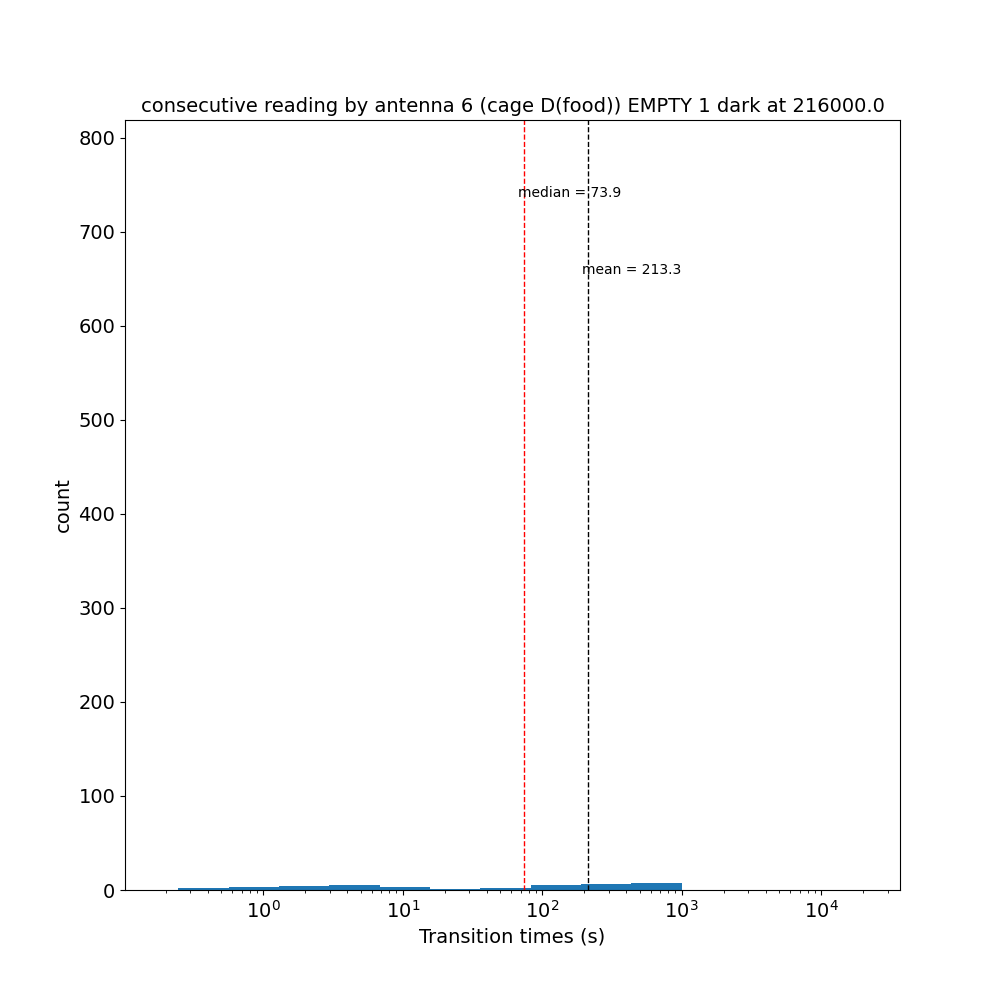 consecutive reading by antenna 6 (cage D(food)) EMPTY 1 dark at 216000.0
800
median = 73.9
700
mean = 213.3
600
500
count
400
300
200
100
0
10⁰ 10¹ 10² 10³ 10⁴
Transition times (s)